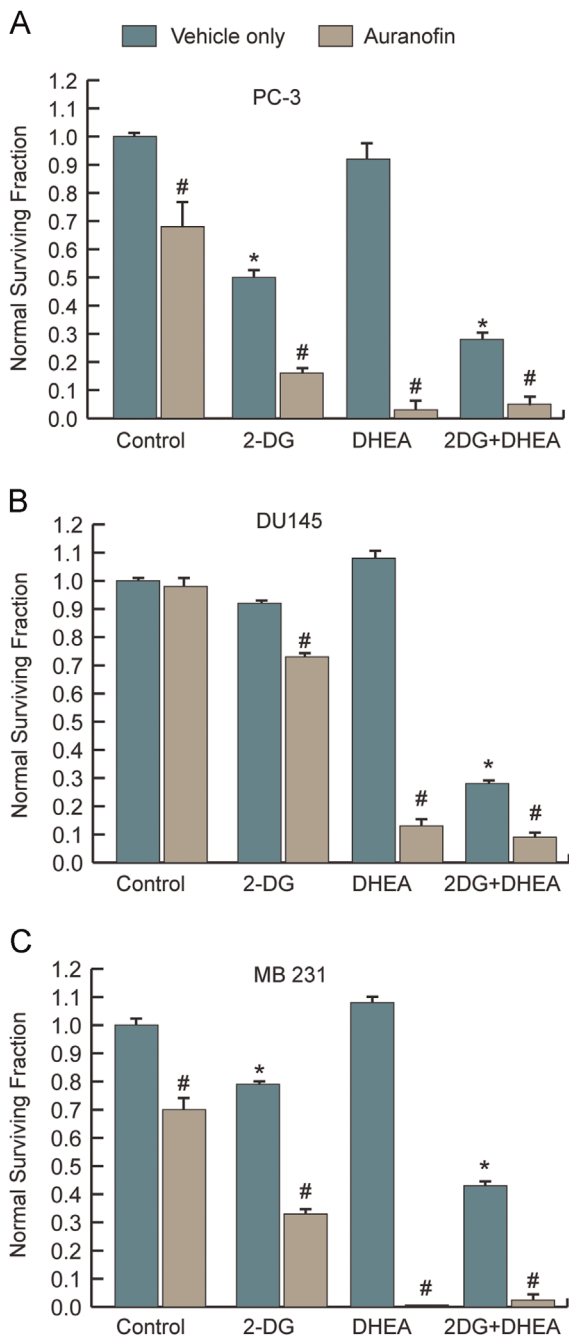 A
Vehicle only
Auranofin
PC-3
Normal Surviving Fraction
1.2
1.1
1.0
0.9
0.8
0.7
0.6
0.5
0.4
0.3
0.2
0.1
0.0
#
*
#
#
*
#
Control
2-DG
DHEA
2DG+DHEA
B
DU145
Normal Surviving Fraction
1.2
1.1
1.0
0.9
0.8
0.7
0.6
0.5
0.4
0.3
0.2
0.1
0.0
#
#
*
#
Control
2-DG
DHEA
2DG+DHEA
C
MB 231
Normal Surviving Fraction
1.2
1.1
1.0
0.9
0.8
0.7
0.6
0.5
0.4
0.3
0.2
0.1
0.0
#
*
#
#
*
#
Control
2-DG
DHEA
2DG+DHEA